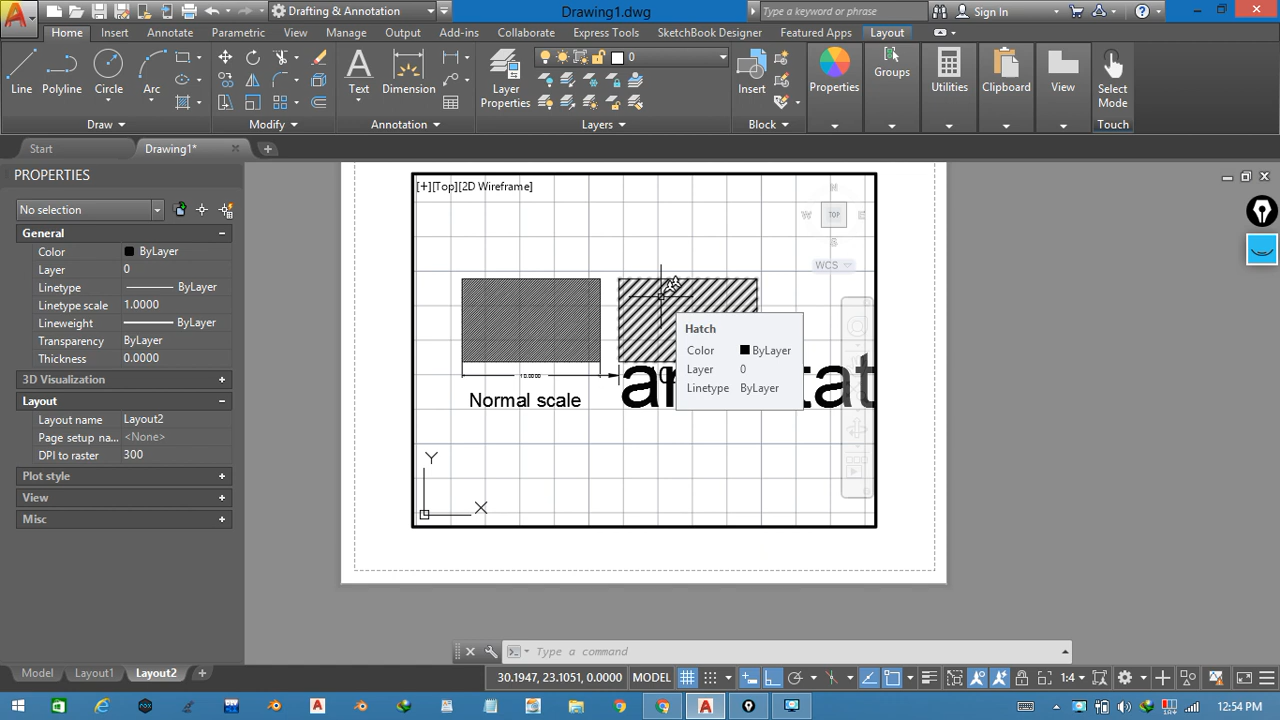 Drafting & Annotation
Drawing1.dwg
Type a keyword or phrase
Sign In
Home
Insert
Annotate
Parametric
View
Manage
Output
Add-ins
Collaborate
Express Tools
SketchBook Designer
Featured Apps
Layout
Line
Polyline
Circle
Arc
Text
Dimension
Layer
Properties
0
Insert
Properties
Groups
Utilities
Clipboard
View
Select
Mode
Draw
Modify
Annotation
Layers
Block
Touch
Start
Drawing1*
PROPERTIES
No selection
General
Color ByLayer
Layer 0
Linetype ByLayer
Linetype scale 1.0000
Lineweight ByLayer
Transparency ByLayer
Thickness 0.0000
3D Visualization
Layout
Layout name Layout2
Page setup na... <None>
DPI to raster 300
Plot style
View
Misc
[+][Top][2D Wireframe]
N
W
TOP
E
S
WCS
Hatch
Color ByLayer
Layer 0
Linetype ByLayer
10.0000
Normal scale
Y
X
Type a command
Model
Layout1
Layout2
30.1947, 23.1051, 0.0000
MODEL
1:4
12:54 PM